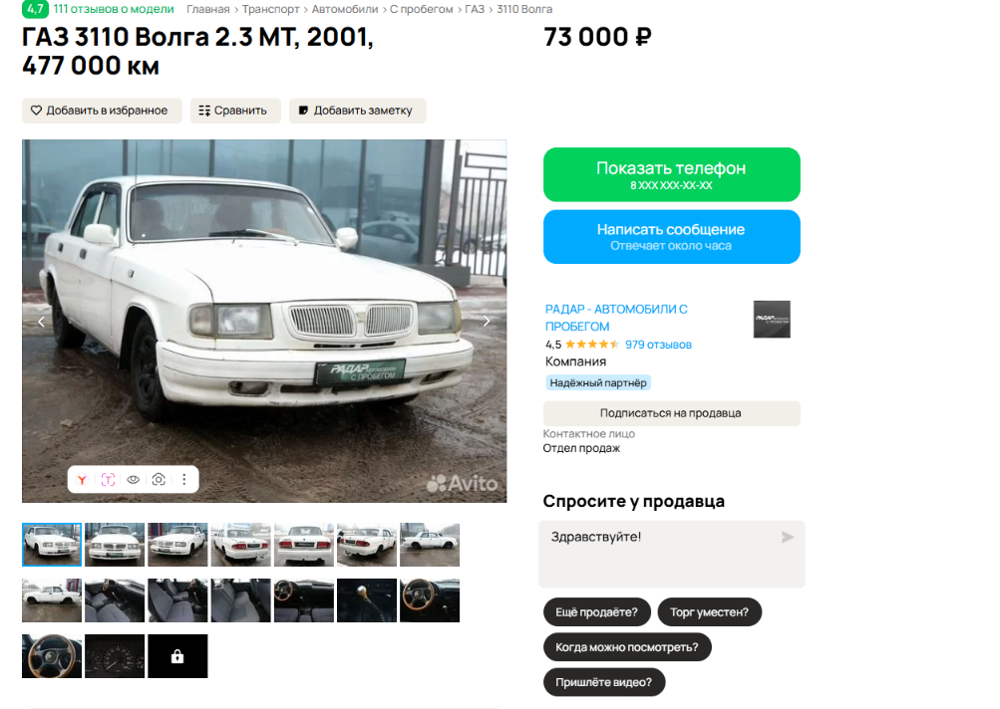 4,7 111 отзывов о модели Главная › Транспорт › Автомобили › С пробегом › ГАЗ › 3110 Волга
ГАЗ 3110 Волга 2.3 MT, 2001,
477 000 км
73 000 ₽
Добавить в избранное Сравнить Добавить заметку
РАДАР АВТОМОБИЛИ
С ПРОБЕГОМ
Avito
Показать телефон
8 XXX XXX-XX-XX
Написать сообщение
Отвечает около часа
РАДАР - АВТОМОБИЛИ С
ПРОБЕГОМ
4,5 979 отзывов
Компания
Надёжный партнёр
РАДАР
Подписаться на продавца
Контактное лицо
Отдел продаж
Спросите у продавца
Здравствуйте!
Ещё продаёте? Торг уместен?
Когда можно посмотреть?
Пришлёте видео?